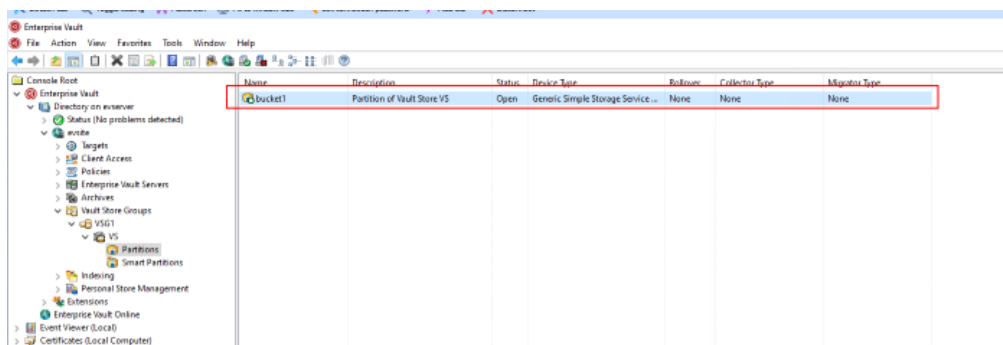 Enterprise Vault
File Action View Favorites Tools Window Help
Console Root
Enterprise Vault
Directory on evserver
Status (No problems detected)
evsite
Targets
Client Access
Policies
Enterprise Vault Servers
Archives
Vault Store Groups
VSG1
VS
Partitions
Smart Partitions
Indexing
Personal Store Management
Extensions
Enterprise Vault Online
Event Viewer (Local)
Certificates (Local Computer)
Name Description Status Device Type Rollover Collector Type Migrator Type
bucket1 Partition of Vault Store VS Open Generic Simple Storage Service ... None None None